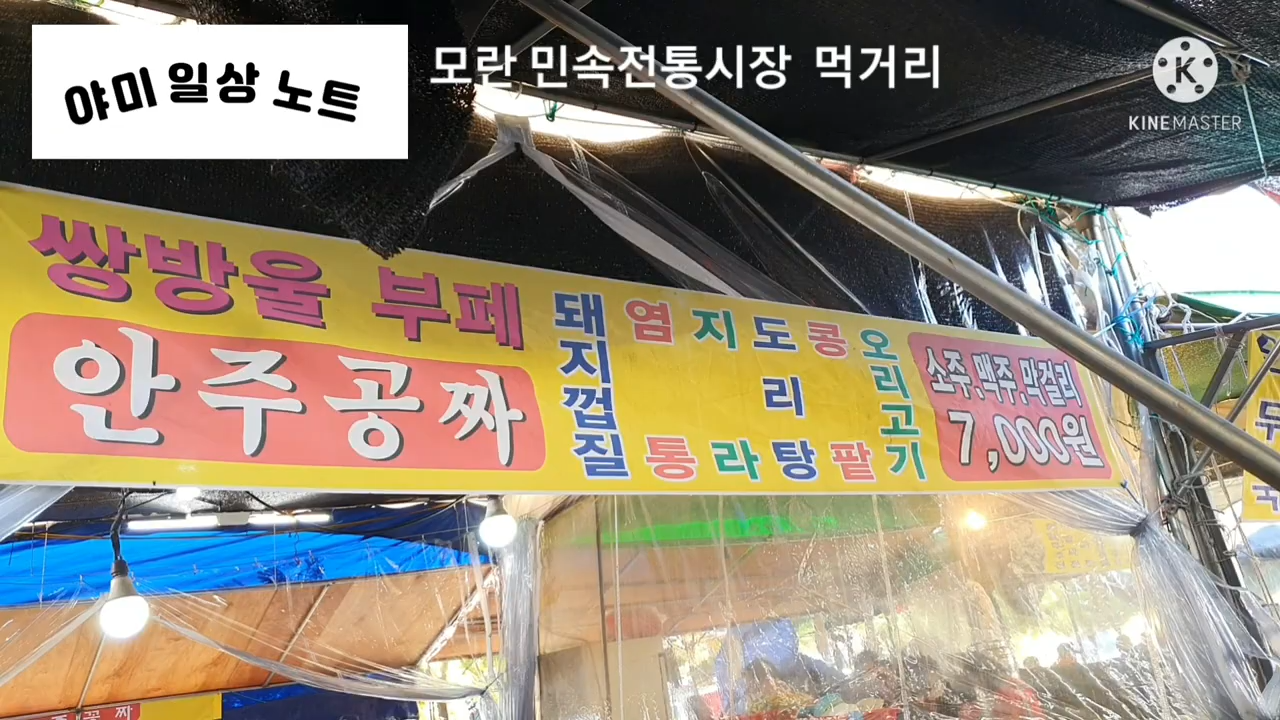 야미 일상 노트
모란 민속전통시장 먹거리
KINEMASTER
쌍방울 부페
안주공짜
돼지껍질
염통
지라
도리탕
콩팥
오리고기
소주.맥주.막걸리
7,000원